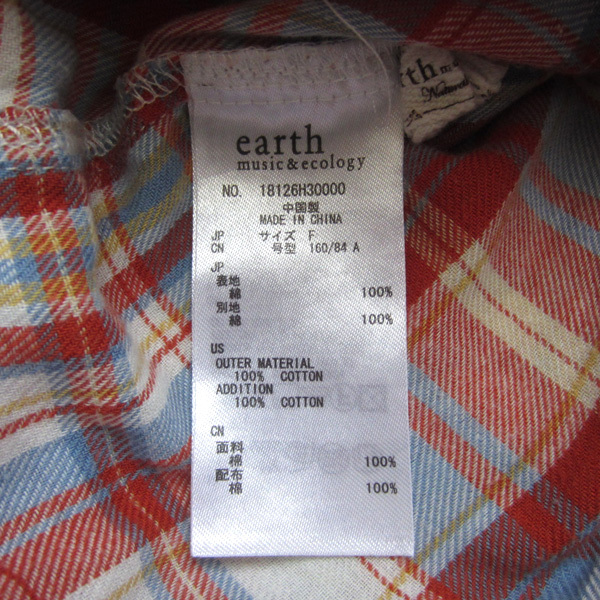 earth
music&ecology
NO. 18126H30000
中国製
MADE IN CHINA
JP サイズ F
CN 号型 160/84 A
JP
表地
綿 100%
別地
綿 100%
US
OUTER MATERIAL
100% COTTON
ADDITION
100% COTTON
CN
面料
棉 100%
配布
棉 100%
arth